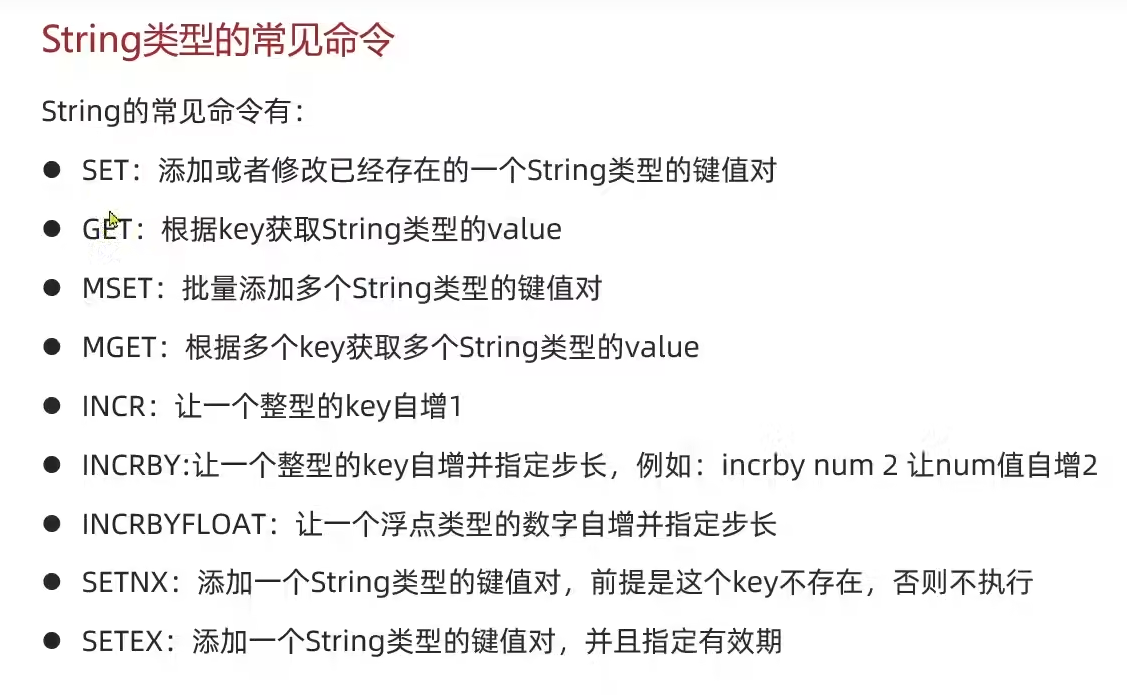 String类型的常见命令
String的常见命令有：
● SET：添加或者修改已经存在的一个String类型的键值对
● GET：根据key获取String类型的value
● MSET：批量添加多个String类型的键值对
● MGET：根据多个key获取多个String类型的value
● INCR：让一个整型的key自增1
● INCRBY:让一个整型的key自增并指定步长，例如：incrby num 2 让num值自增2
● INCRBYFLOAT：让一个浮点类型的数字自增并指定步长
● SETNX：添加一个String类型的键值对，前提是这个key不存在，否则不执行
● SETEX：添加一个String类型的键值对，并且指定有效期